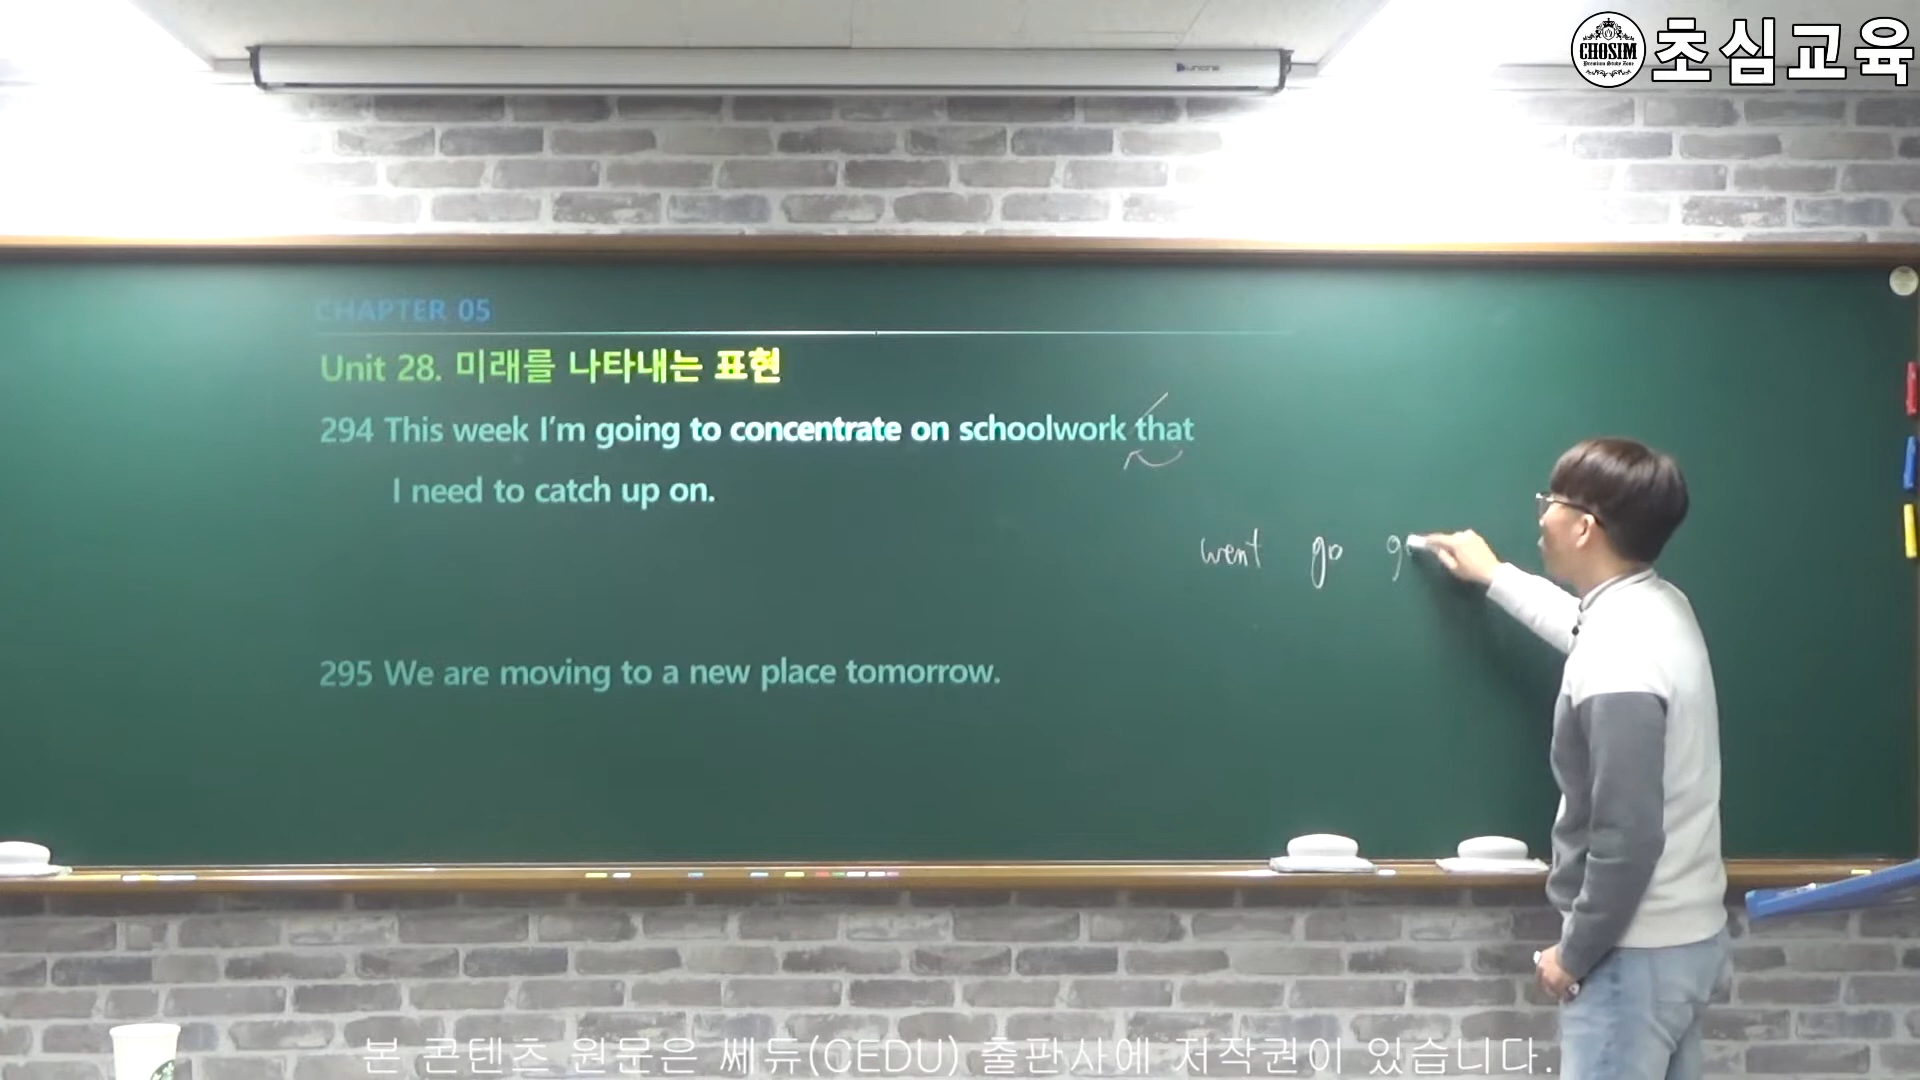 CHOSIM
Premium Study Zone
초심교육
CHAPTER 05
Unit 28. 미래를 나타내는 표현
294 This week I'm going to concentrate on schoolwork that
I need to catch up on.
went go
295 We are moving to a new place tomorrow.
본 콘텐츠 원문은 쎄듀(CEDU) 출판사에 저작권이 있습니다.